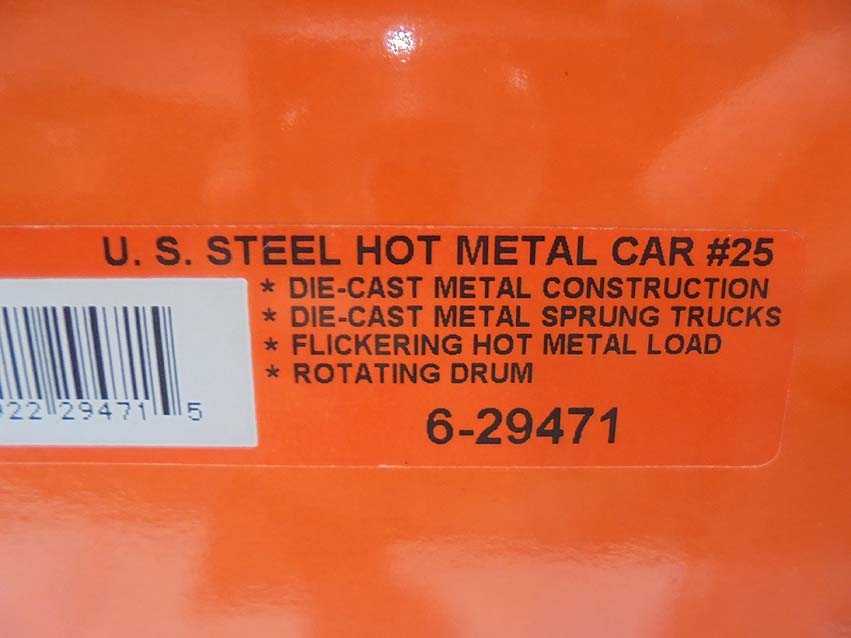 U. S. STEEL HOT METAL CAR #25
* DIE-CAST METAL CONSTRUCTION
* DIE-CAST METAL SPRUNG TRUCKS
* FLICKERING HOT METAL LOAD
* ROTATING DRUM
22 29471 5
6-29471